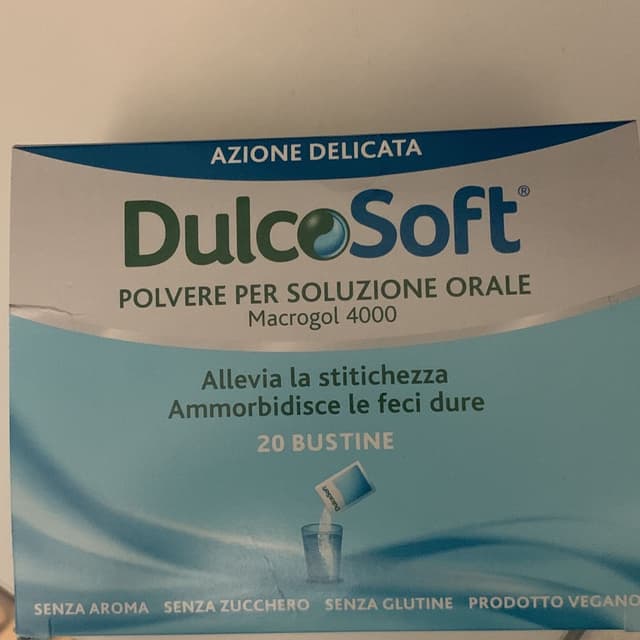 AZIONE DELICATA
DulcoSoft®
POLVERE PER SOLUZIONE ORALE
Macrogol 4000
Allevia la stitichezza
Ammorbidisce le feci dure
20 BUSTINE
DulcoSoft
SENZA AROMA SENZA ZUCCHERO SENZA GLUTINE PRODOTTO VEGANO